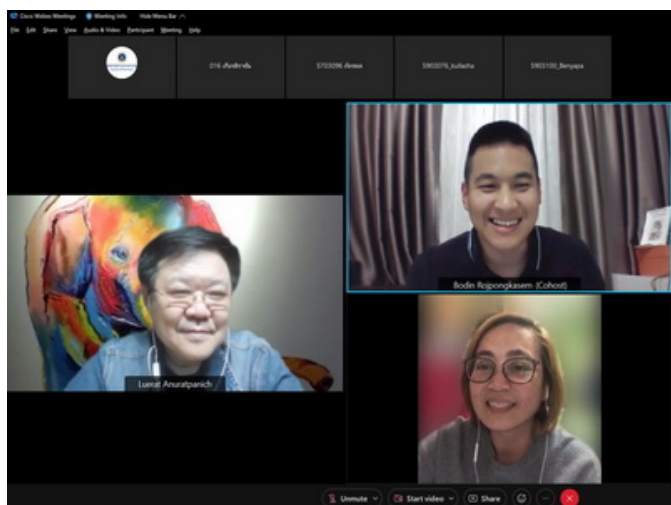 Cisco Webex Meetings Meeting Info Hide Menu Bar
File Edit Share View Audio & Video Participant Meeting Help
016
5703096
5903076_kullacha
5903100_Benyapa
Bodin Rojpongkasem (Cohost)
Luerat Anuratpanich
Unmute Start video Share